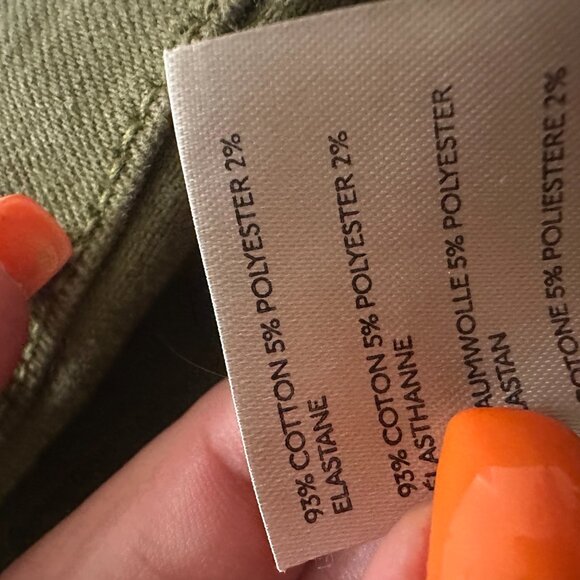 93% COTTON 5% POLYESTER 2%
ELASTANE
93% COTON 5% POLYESTER 2%
ÉLASTHANNE
5% POLYESTER
5% POLIESTERE 2%